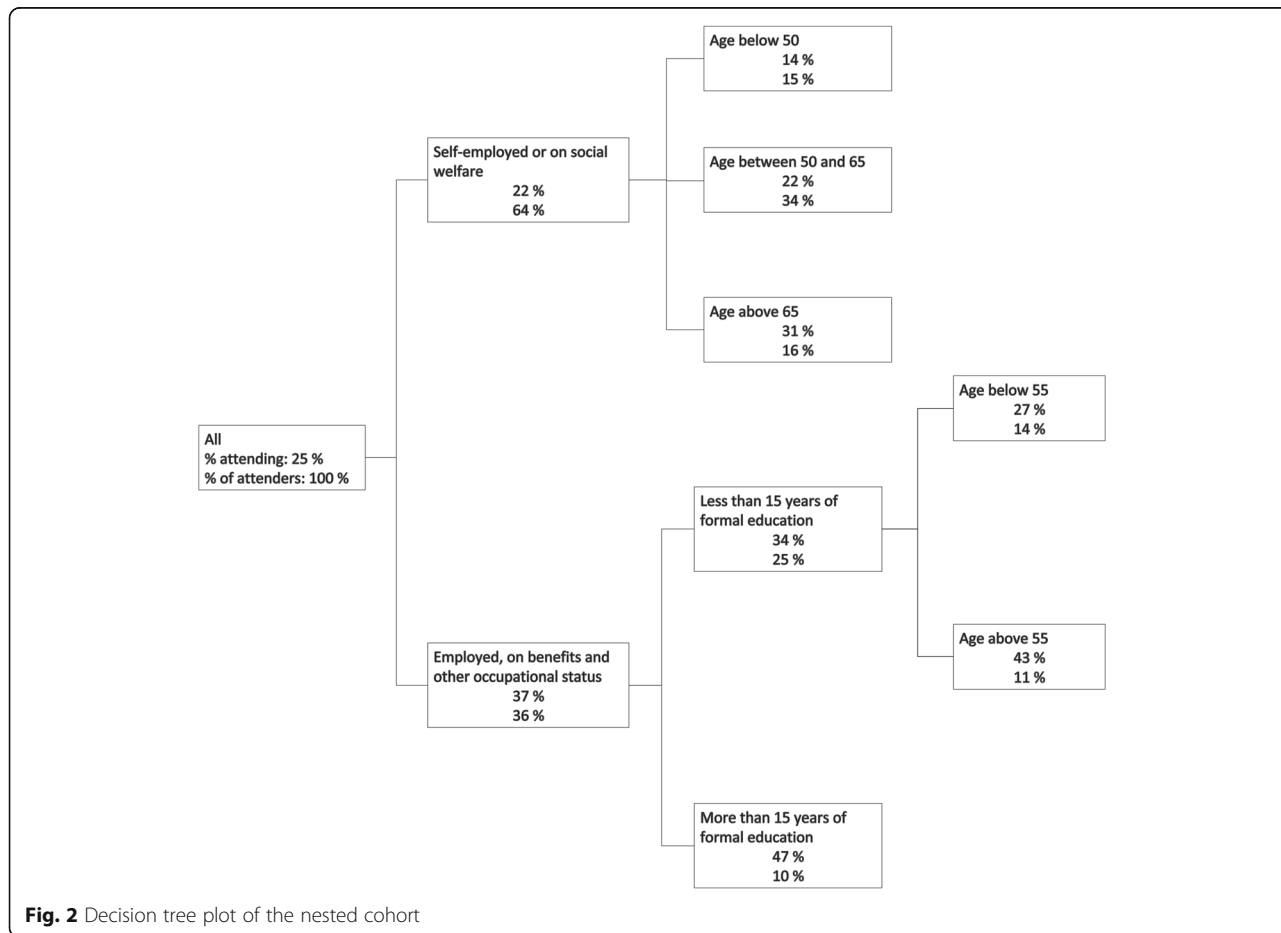 Age below 50
14 %
15 %
Self-employed or on social
welfare
22 %
64 %
Age between 50 and 65
22 %
34 %
Age above 65
31 %
16 %
All
% attending: 25 %
% of attenders: 100 %
Age below 55
27 %
14 %
Less than 15 years of
formal education
34 %
25 %
Age above 55
43 %
11 %
Employed, on benefits and
other occupational status
37 %
36 %
More than 15 years of
formal education
47 %
10 %
Fig. 2 Decision tree plot of the nested cohort